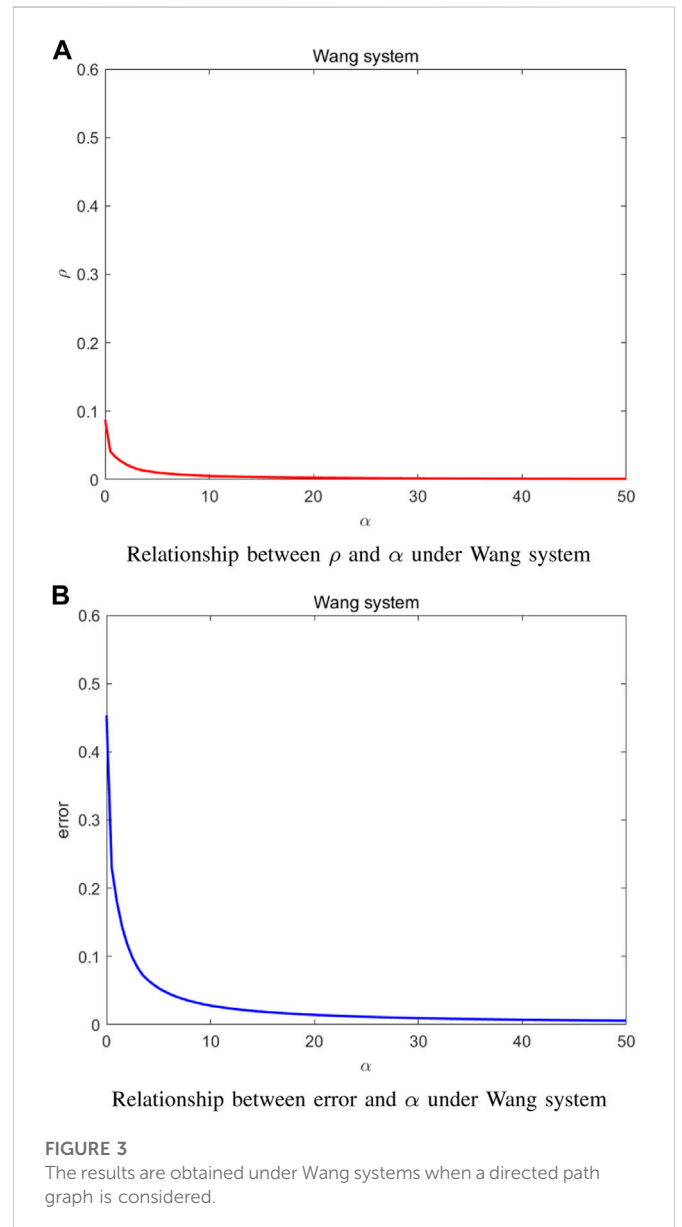 A
Wang system
0.6
0.5
0.4
0.3
0.2
0.1
0
ρ
0 10 20 30 40 50
α
Relationship between ρ and α under Wang system
B
Wang system
0.6
0.5
0.4
0.3
0.2
0.1
0
error
0 10 20 30 40 50
α
Relationship between error and α under Wang system
FIGURE 3
The results are obtained under Wang systems when a directed path
graph is considered.